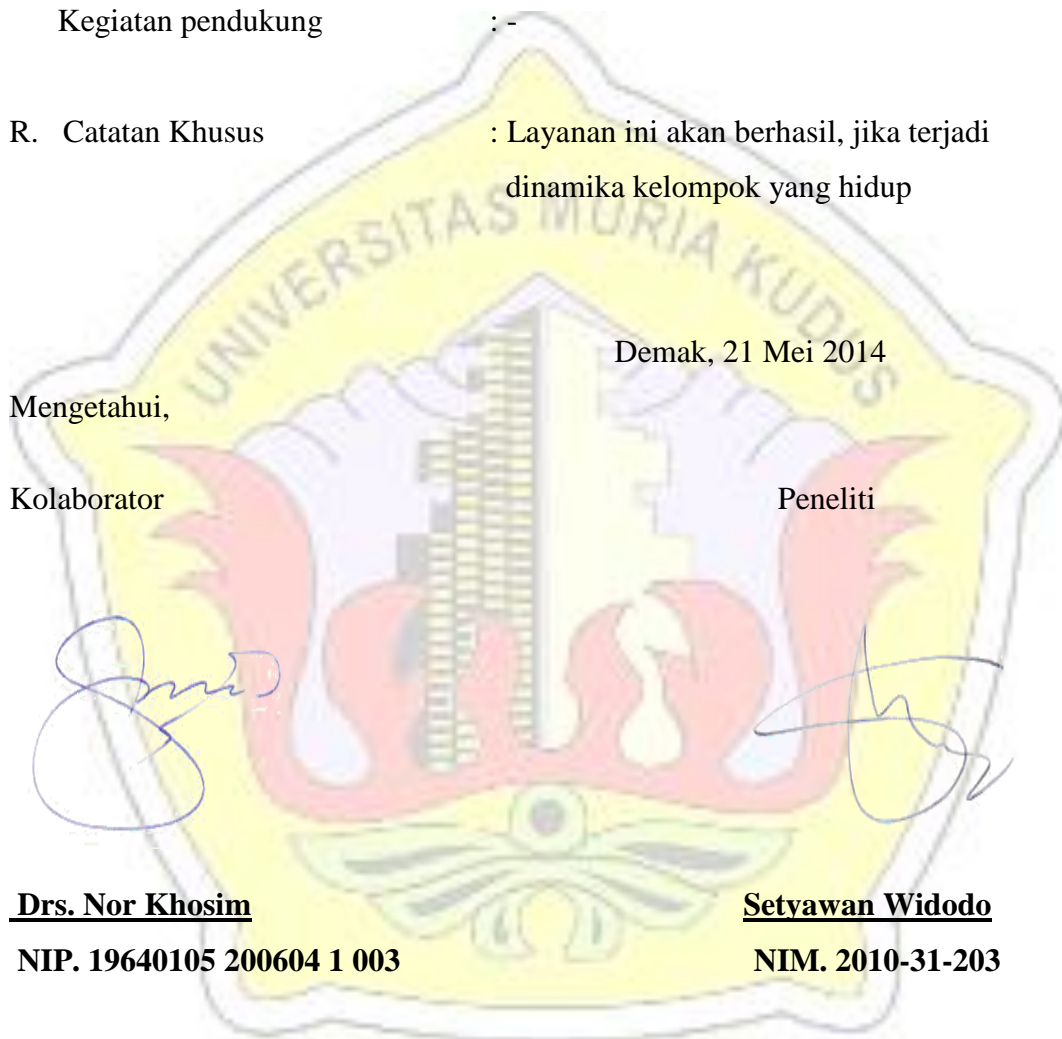 Kegiatan pendukung : -
R. Catatan Khusus : Layanan ini akan berhasil, jika terjadi
dinamika kelompok yang hidup
UNIVERSITAS MURIA KUDUS
Demak, 21 Mei 2014
Mengetahui,
Kolaborator Peneliti
Drs. Nor Khosim Setyawan Widodo
NIP. 19640105 200604 1 003 NIM. 2010-31-203